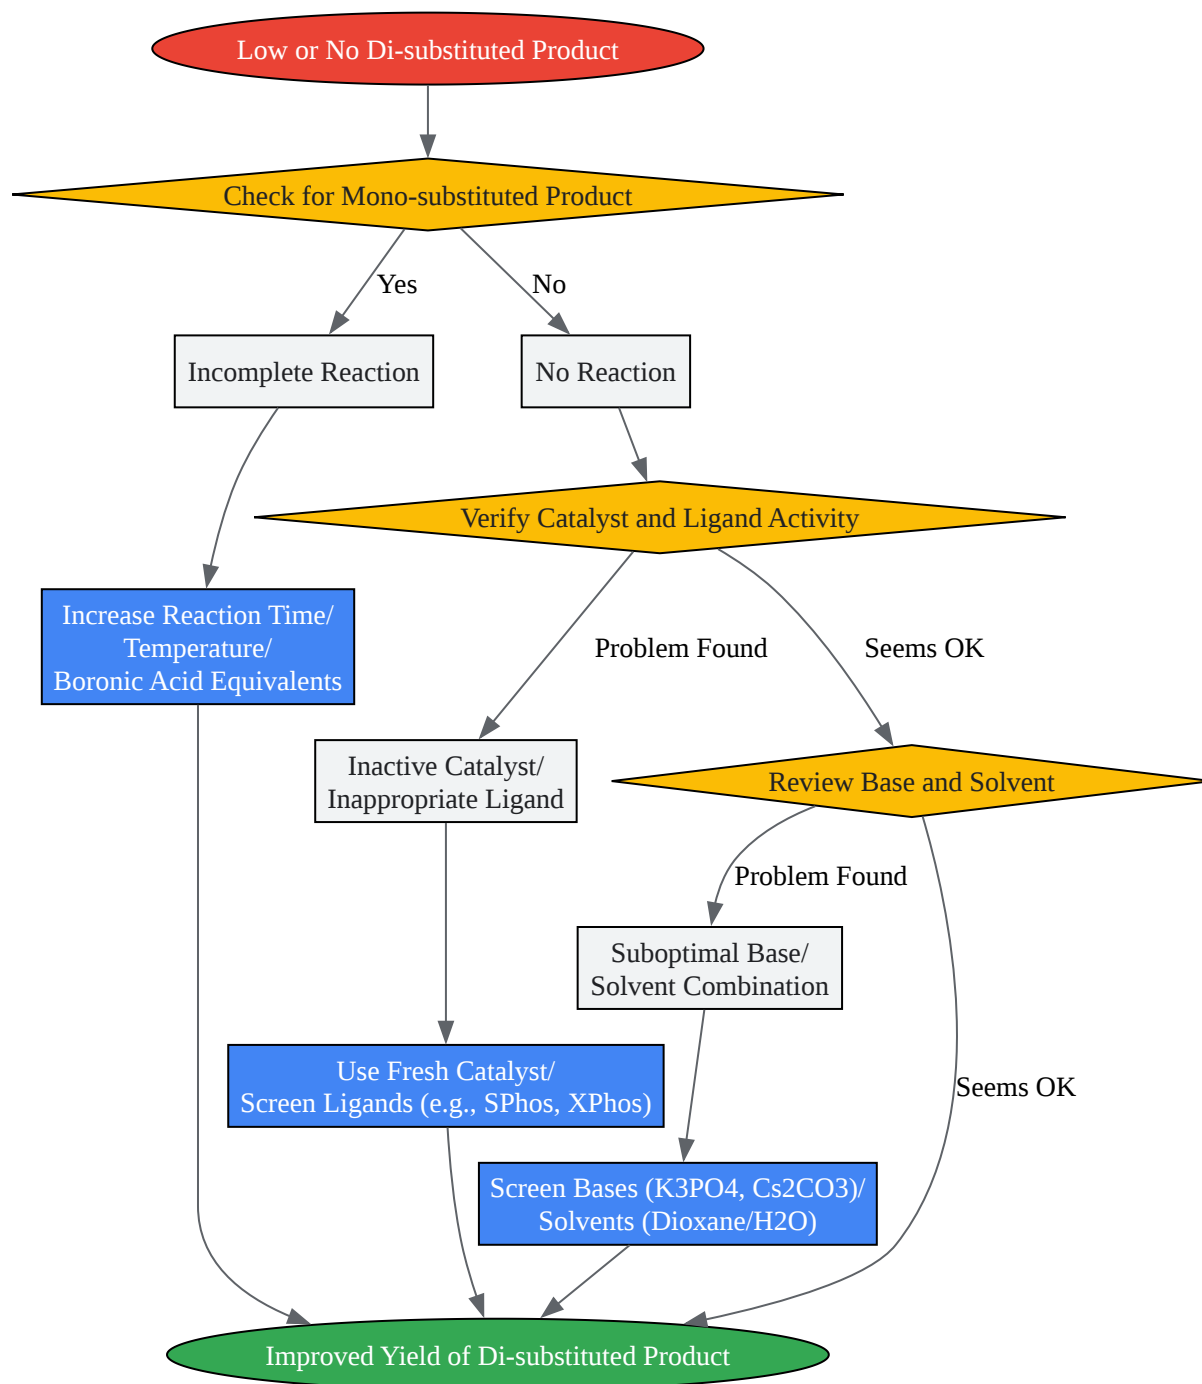 Low or No Di-substituted Product
Check for Mono-substituted Product
Yes
No
Incomplete Reaction
No Reaction
Verify Catalyst and Ligand Activity
Increase Reaction Time/
Temperature/
Boronic Acid Equivalents
Problem Found
Seems OK
Inactive Catalyst/
Inappropriate Ligand
Review Base and Solvent
Problem Found
Suboptimal Base/
Solvent Combination
Use Fresh Catalyst/
Screen Ligands (e.g., SPhos, XPhos)
Seems OK
Screen Bases (K3PO4, Cs2CO3)/
Solvents (Dioxane/H2O)
Improved Yield of Di-substituted Product